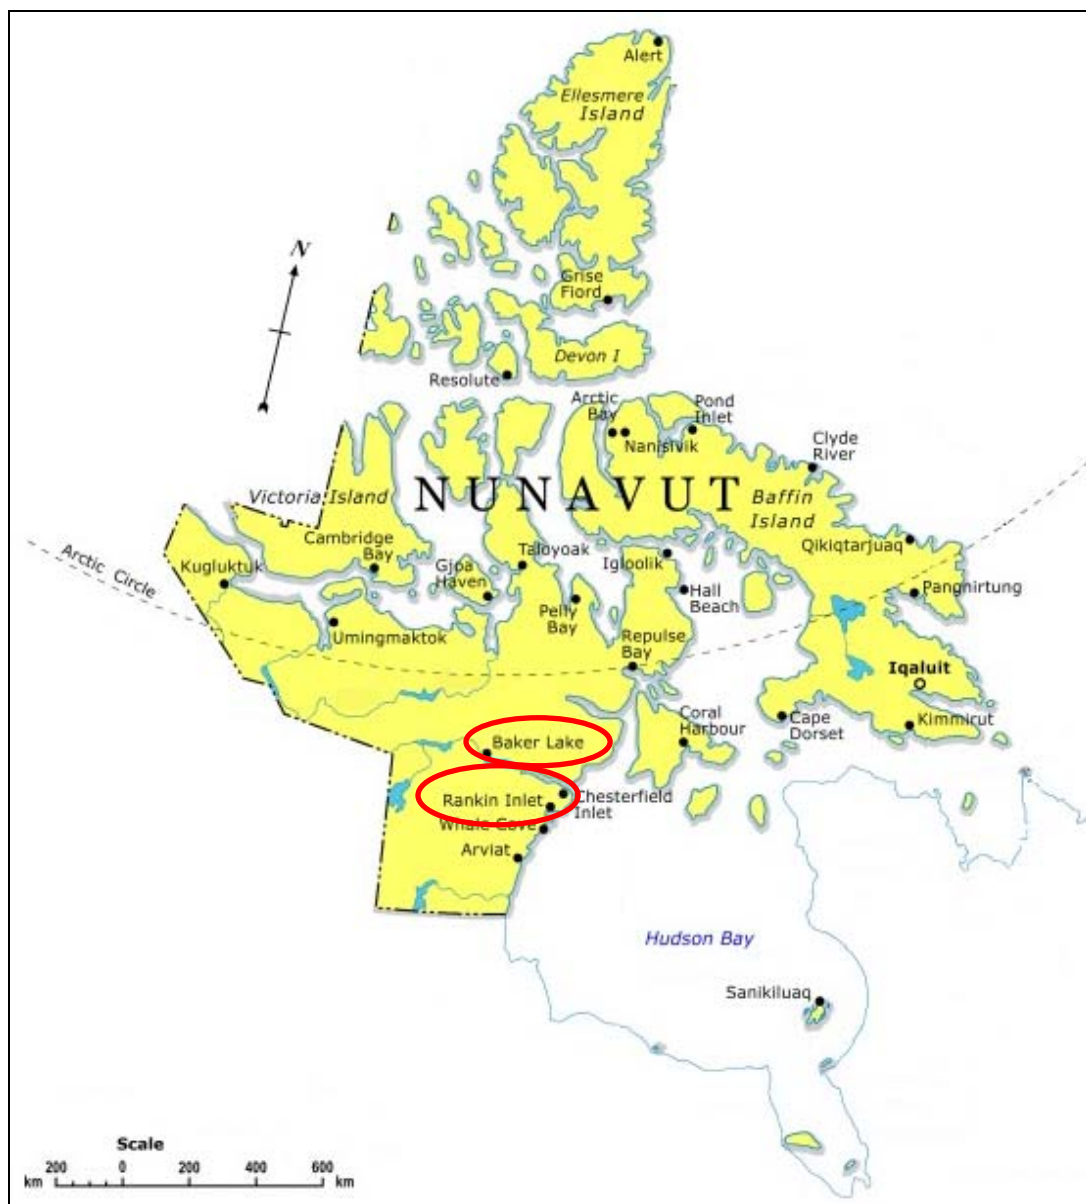 Alert
Ellesmere
Island
N
Grise
Fiord
Devon I
Resolute
Arctic
Bay
Pond
Inlet
Nanisivik
Clyde
River
Victoria Island
NUNAVUT
Baffin
Island
Cambridge
Bay
Arctic Circle
Kugluktuk
Gjoa
Haven
Taloyoak
Igloolik
Qikiqtarjuaq
Hall
Beach
Pangnirtung
Pelly
Bay
Umingmaktok
Repulse
Bay
Iqaluit
Coral
Harbour
Cape
Dorset
Kimmirut
Baker Lake
Rankin Inlet
Chesterfield
Inlet
Whale Cove
Arviat
Hudson Bay
Sanikiluaq
Scale
200 0 200 400 600
km km